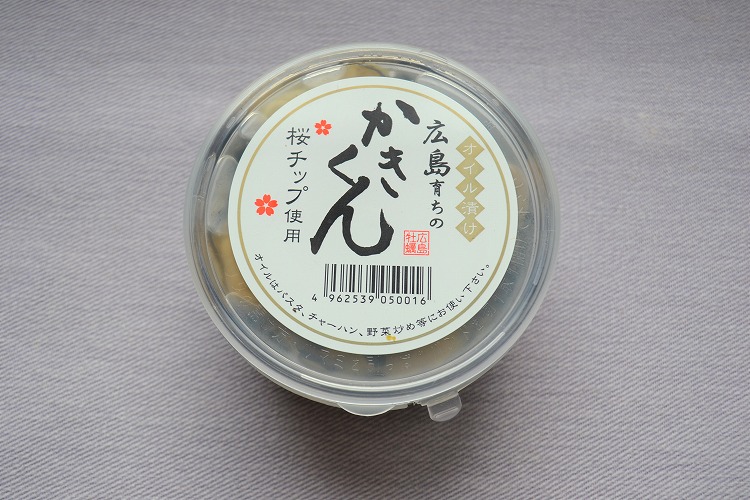 オイル漬け
広島育ちの
かきくん
桜チップ使用
広島
牡蠣
4 962539 050016
オイルはパスタ、チャーハン、野菜炒め等にお使い下さい。